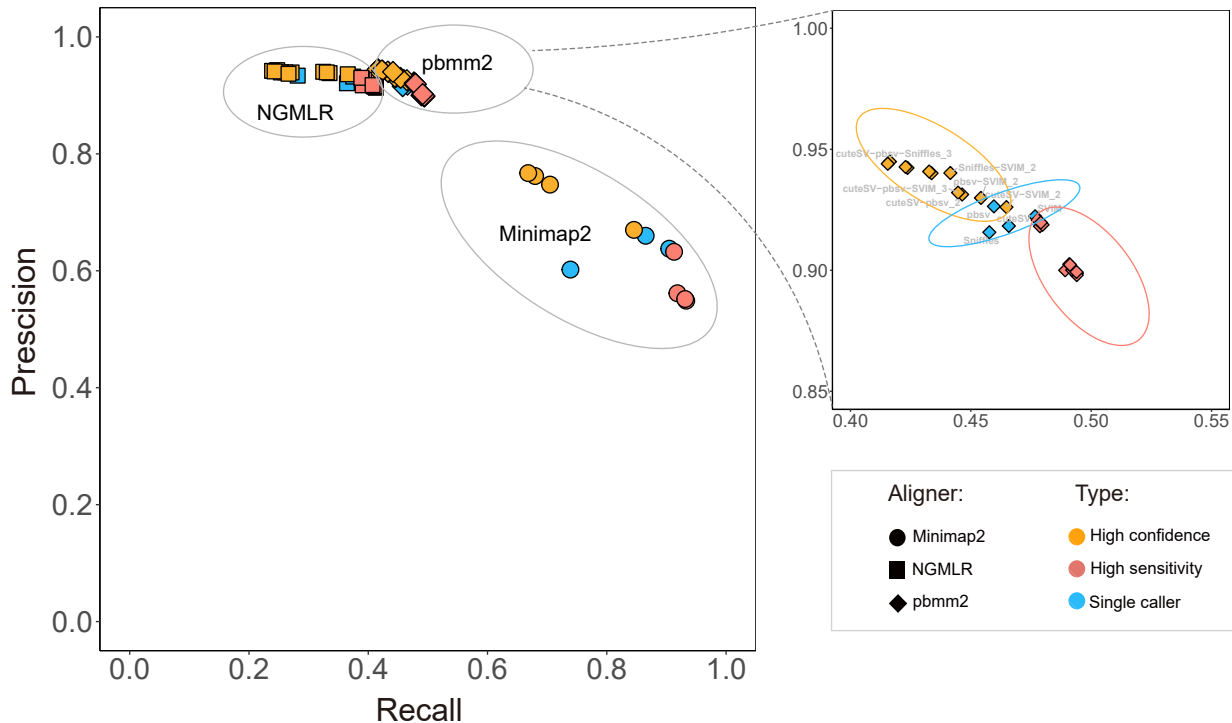 1.0
0.8
0.6
0.4
0.2
0.0
Prescision
0.0
0.2
0.4
0.6
0.8
1.0
Recall
NGMLR
pbmm2
Minimap2
1.00
0.95
0.90
0.85
0.40
0.45
0.50
0.55
cuteSV-pbsv-Sniffles_3
Sniffles-SVIM_2
pbsv-SVIM_2
cuteSV-pbsv-SVIM_3
cuteSV-SVIM_2
cuteSV-pbsv_2
SVIM
pbsv
cuteSV
Sniffles
Aligner:
Type:
Minimap2
High confidence
NGMLR
High sensitivity
pbmm2
Single caller